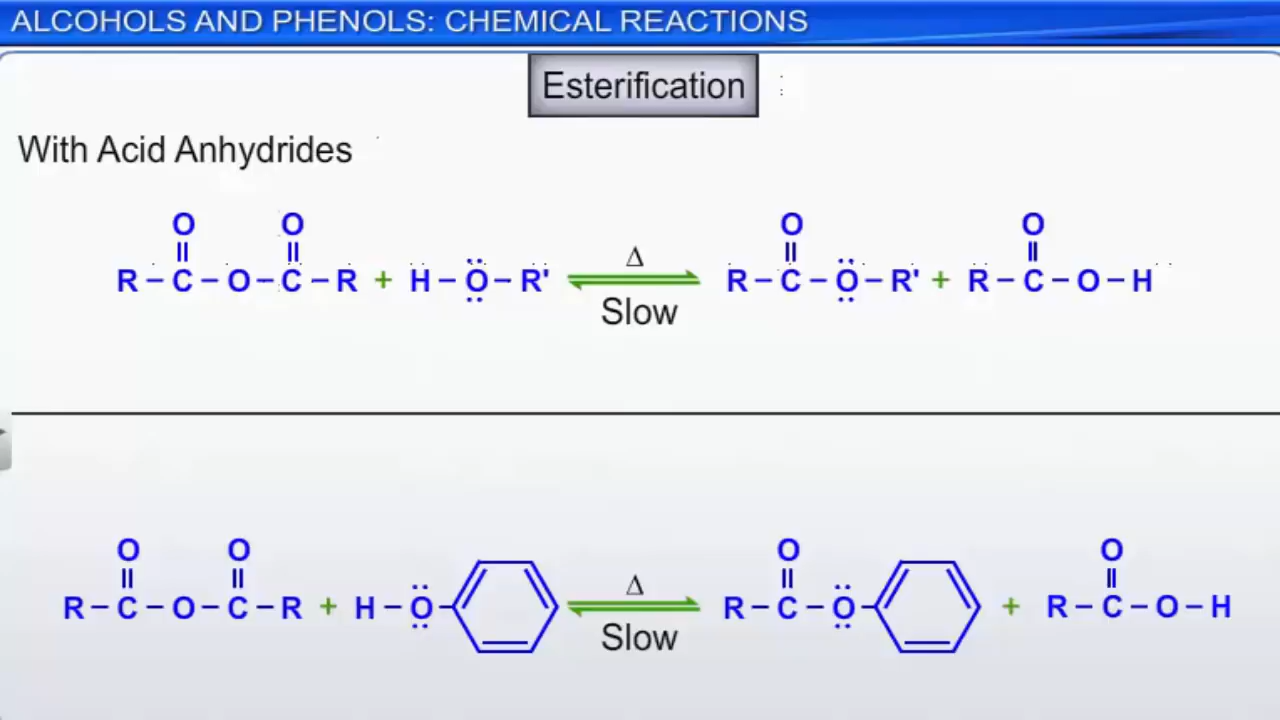 ALCOHOLS AND PHENOLS: CHEMICAL REACTIONS
Esterification
With Acid Anhydrides
O O Δ O O
R – C – O – C – R + H – O – R' ⇌ R – C – O – R' + R – C – O – H
Slow
O O Δ O O
R – C – O – C – R + H – O – ⇌ R – C – O – + R – C – O – H
Slow